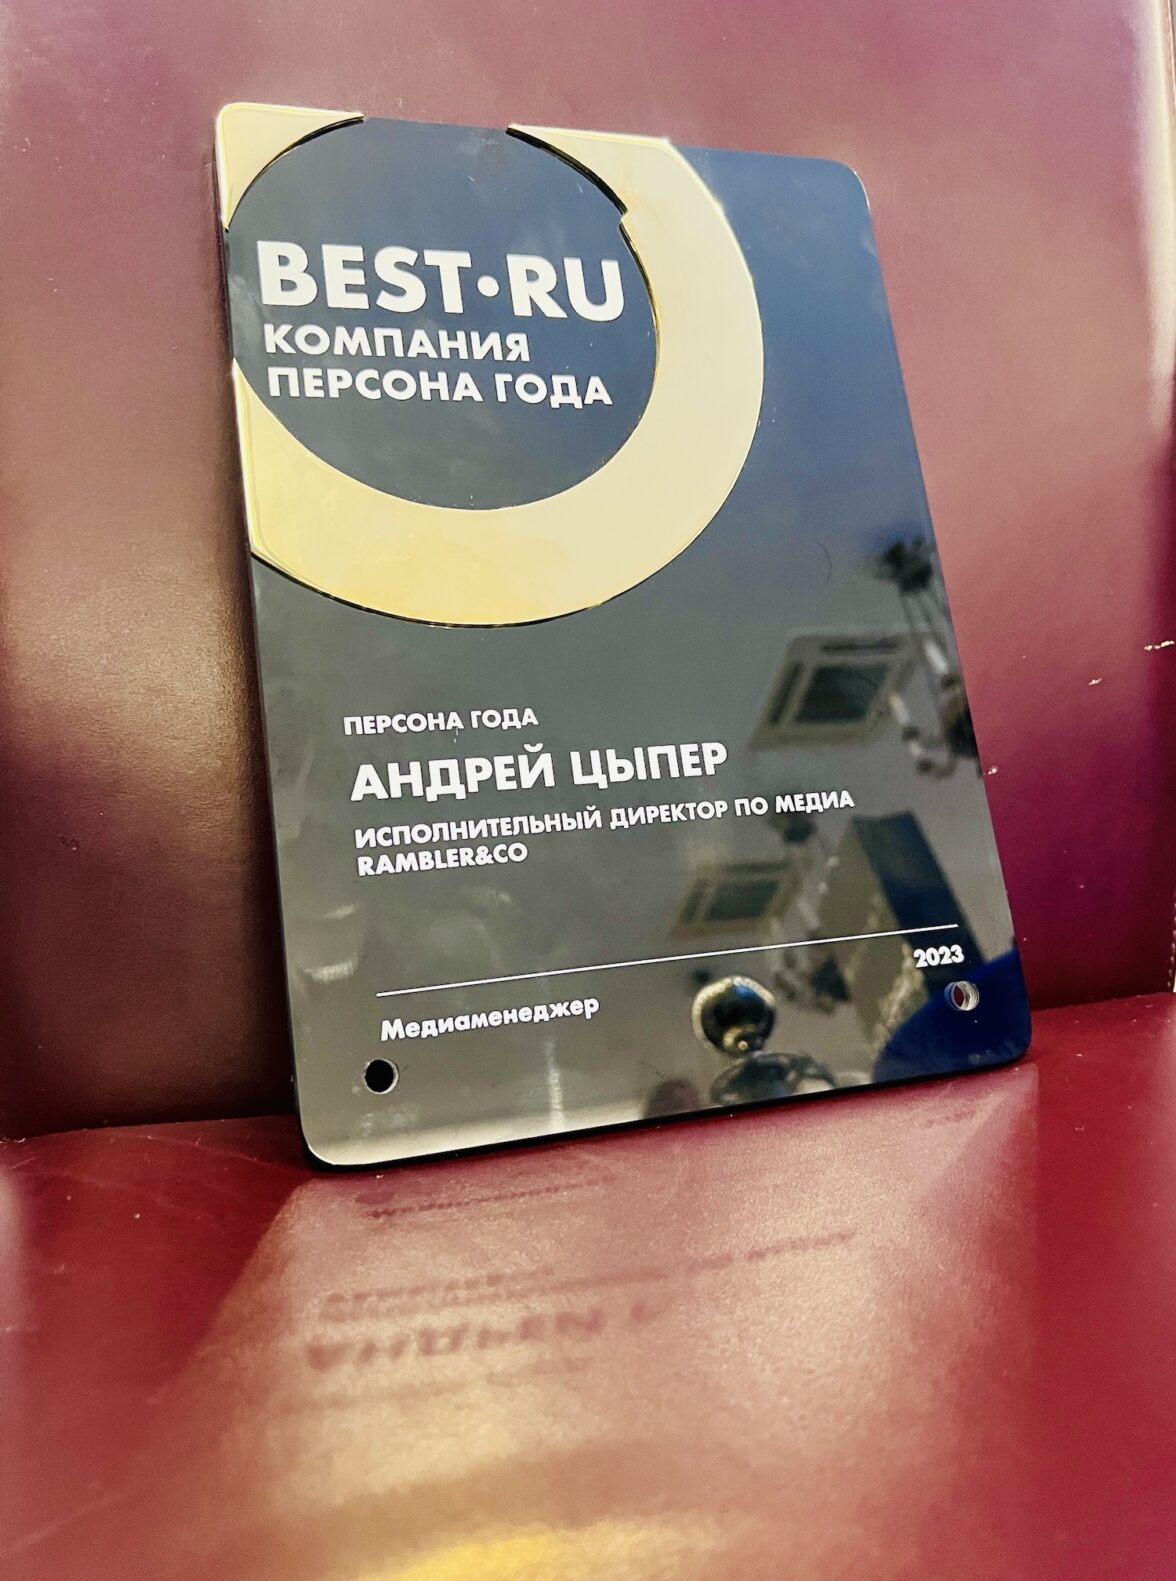 BEST·RU
КОМПАНИЯ
ПЕРСОНА ГОДА
ПЕРСОНА ГОДА
АНДРЕЙ ЦЫПЕР
ИСПОЛНИТЕЛЬНЫЙ ДИРЕКТОР ПО МЕДИА
RAMBLER&CO
2023
Медиаменеджер